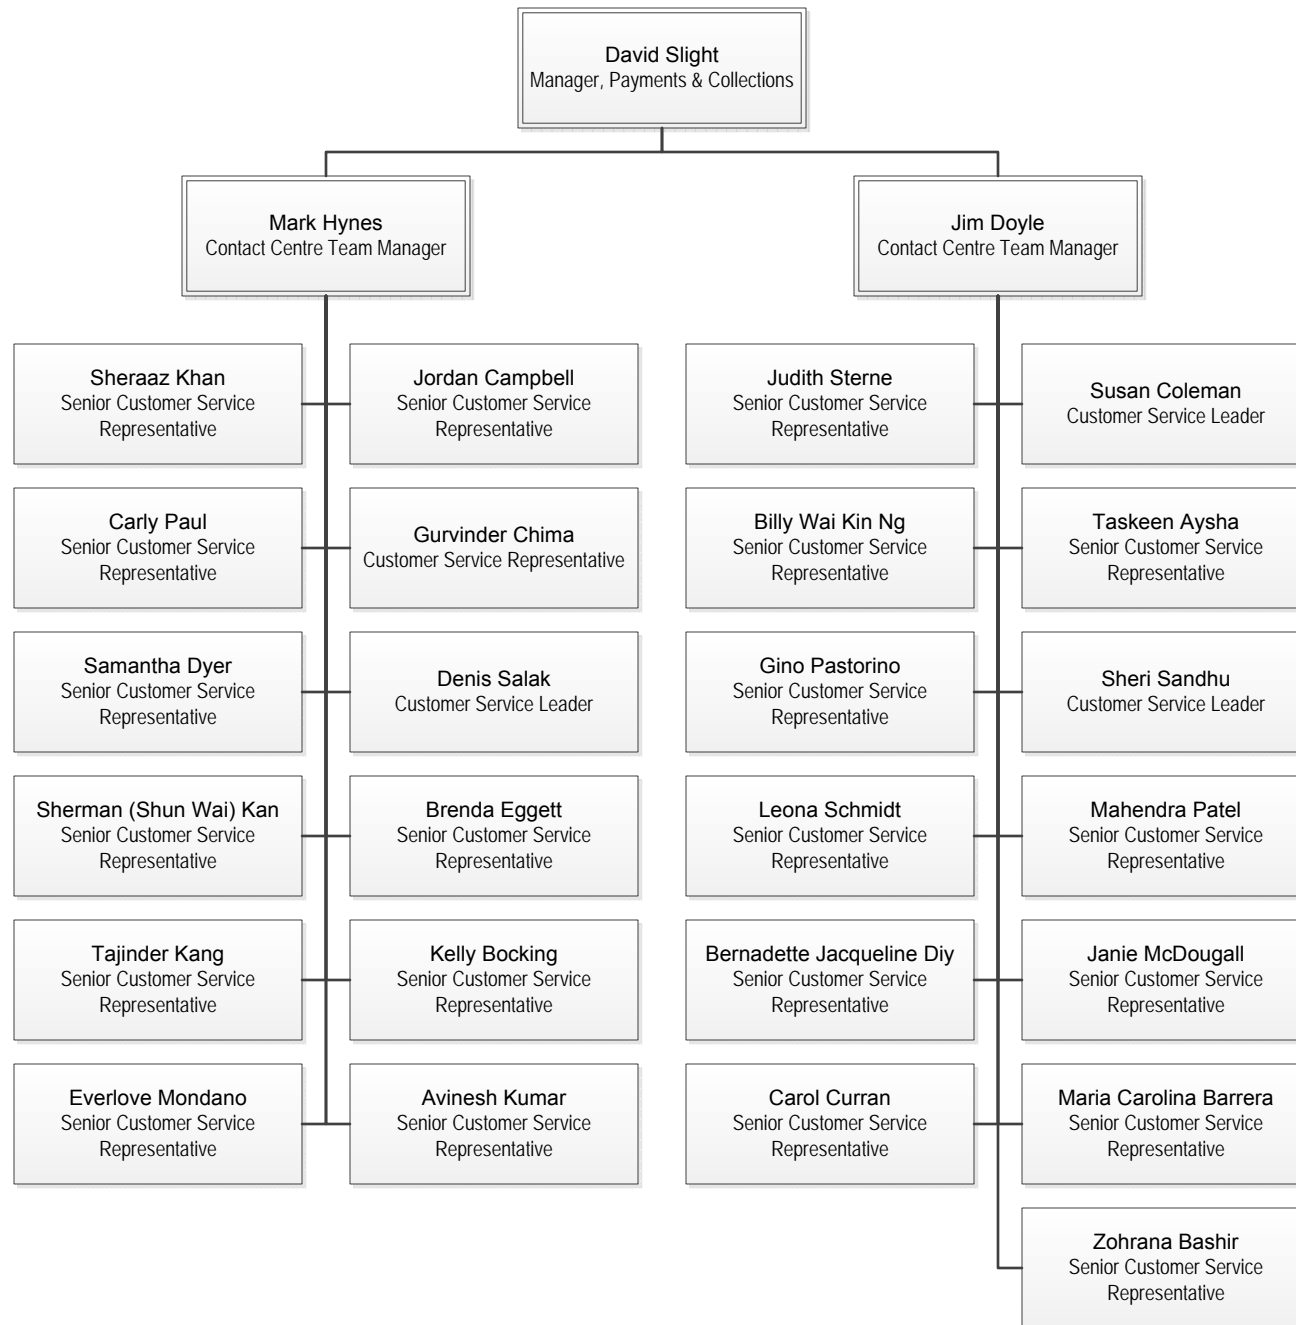 David Slight
Manager, Payments & Collections
Mark Hynes
Contact Centre Team Manager
Jim Doyle
Contact Centre Team Manager
Sheraaz Khan
Senior Customer Service
Representative
Jordan Campbell
Senior Customer Service
Representative
Judith Sterne
Senior Customer Service
Representative
Susan Coleman
Customer Service Leader
Carly Paul
Senior Customer Service
Representative
Gurvinder Chima
Customer Service Representative
Billy Wai Kin Ng
Senior Customer Service
Representative
Taskeen Aysha
Senior Customer Service
Representative
Samantha Dyer
Senior Customer Service
Representative
Denis Salak
Customer Service Leader
Gino Pastorino
Senior Customer Service
Representative
Sheri Sandhu
Customer Service Leader
Sherman (Shun Wai) Kan
Senior Customer Service
Representative
Brenda Eggett
Senior Customer Service
Representative
Leona Schmidt
Senior Customer Service
Representative
Mahendra Patel
Senior Customer Service
Representative
Tajinder Kang
Senior Customer Service
Representative
Kelly Bocking
Senior Customer Service
Representative
Bernadette Jacqueline Diy
Senior Customer Service
Representative
Janie McDougall
Senior Customer Service
Representative
Everlove Mondano
Senior Customer Service
Representative
Avinesh Kumar
Senior Customer Service
Representative
Carol Curran
Senior Customer Service
Representative
Maria Carolina Barrera
Senior Customer Service
Representative
Zohrana Bashir
Senior Customer Service
Representative